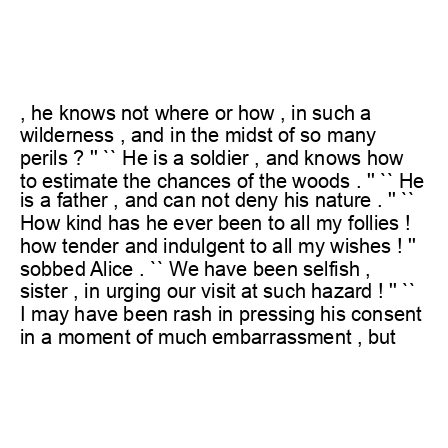 , he knows not where or how , in such a
wilderness , and in the midst of so many
perils ? '' `` He is a soldier , and knows how
to estimate the chances of the woods . '' `` He
is a father , and can not deny his nature . '' ``
How kind has he ever been to all my follies !
how tender and indulgent to all my wishes ! ''
sobbed Alice . `` We have been selfish ,
sister , in urging our visit at such hazard ! '' ``
I may have been rash in pressing his consent
in a moment of much embarrassment , but